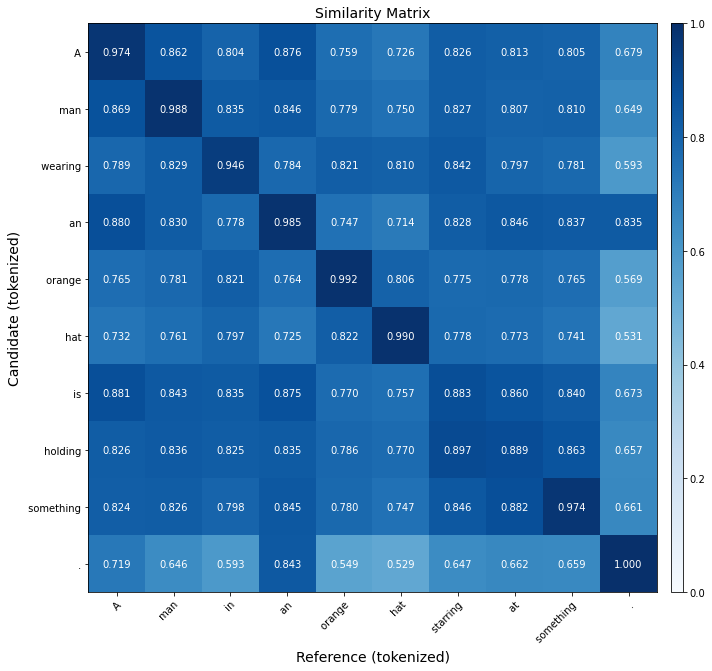 Similarity Matrix
A 0.974 0.862 0.804 0.876 0.759 0.726 0.826 0.813 0.805 0.679
man 0.869 0.988 0.835 0.846 0.779 0.750 0.827 0.807 0.810 0.649
wearing 0.789 0.829 0.946 0.784 0.821 0.810 0.842 0.797 0.781 0.593
an 0.880 0.830 0.778 0.985 0.747 0.714 0.828 0.846 0.837 0.835
orange 0.765 0.781 0.821 0.764 0.992 0.806 0.775 0.778 0.765 0.569
hat 0.732 0.761 0.797 0.725 0.822 0.990 0.778 0.773 0.741 0.531
is 0.881 0.843 0.835 0.875 0.770 0.757 0.883 0.860 0.840 0.673
holding 0.826 0.836 0.825 0.835 0.786 0.770 0.897 0.889 0.863 0.657
something 0.824 0.826 0.798 0.845 0.780 0.747 0.846 0.882 0.974 0.661
. 0.719 0.646 0.593 0.843 0.549 0.529 0.647 0.662 0.659 1.000
A man in an orange hat starring at something .
Reference (tokenized)
Candidate (tokenized)
1.0
0.8
0.6
0.4
0.2
0.0